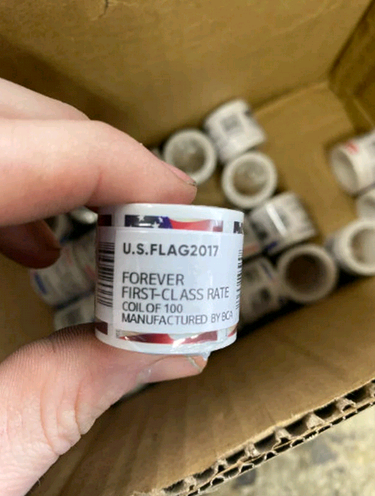 U.S.FLAG2017
FOREVER
FIRST-CLASS RATE
COIL OF 100
MANUFACTURED BY BCA